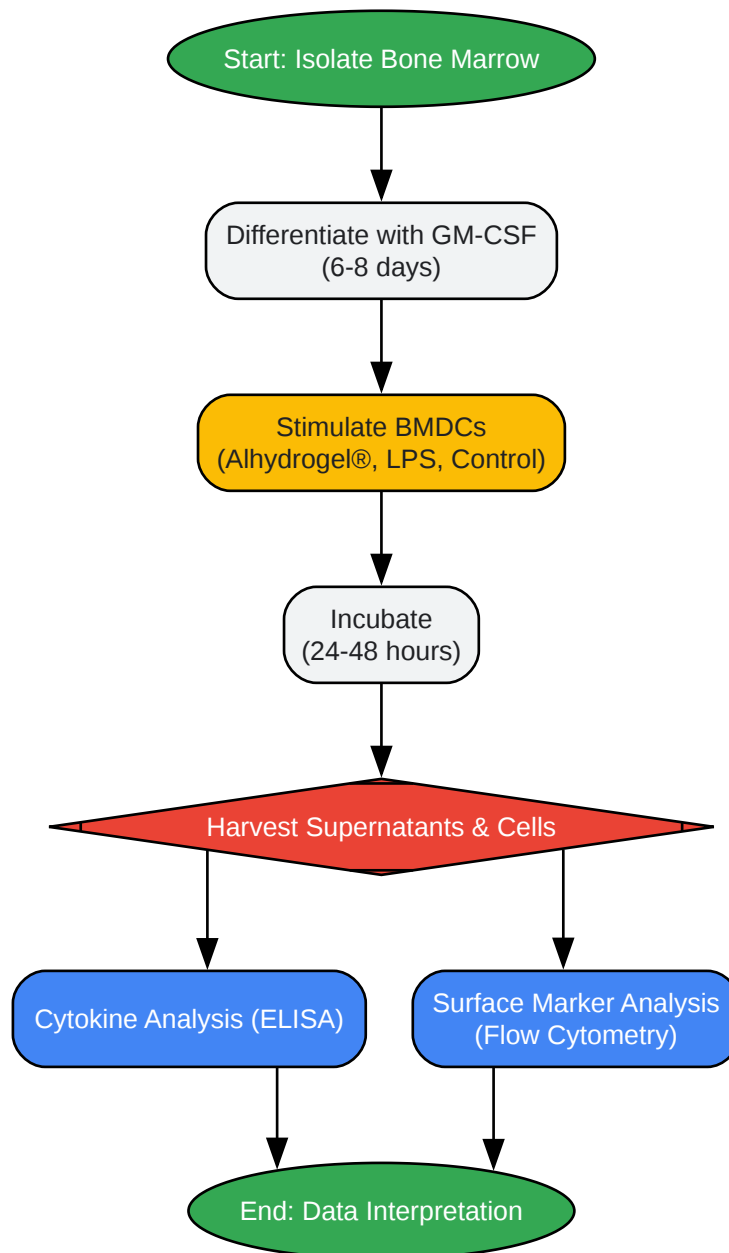 Start: Isolate Bone Marrow
Differentiate with GM-CSF
(6-8 days)
Stimulate BMDCs
(Alhydrogel®, LPS, Control)
Incubate
(24-48 hours)
Harvest Supernatants & Cells
Cytokine Analysis (ELISA)
Surface Marker Analysis
(Flow Cytometry)
End: Data Interpretation